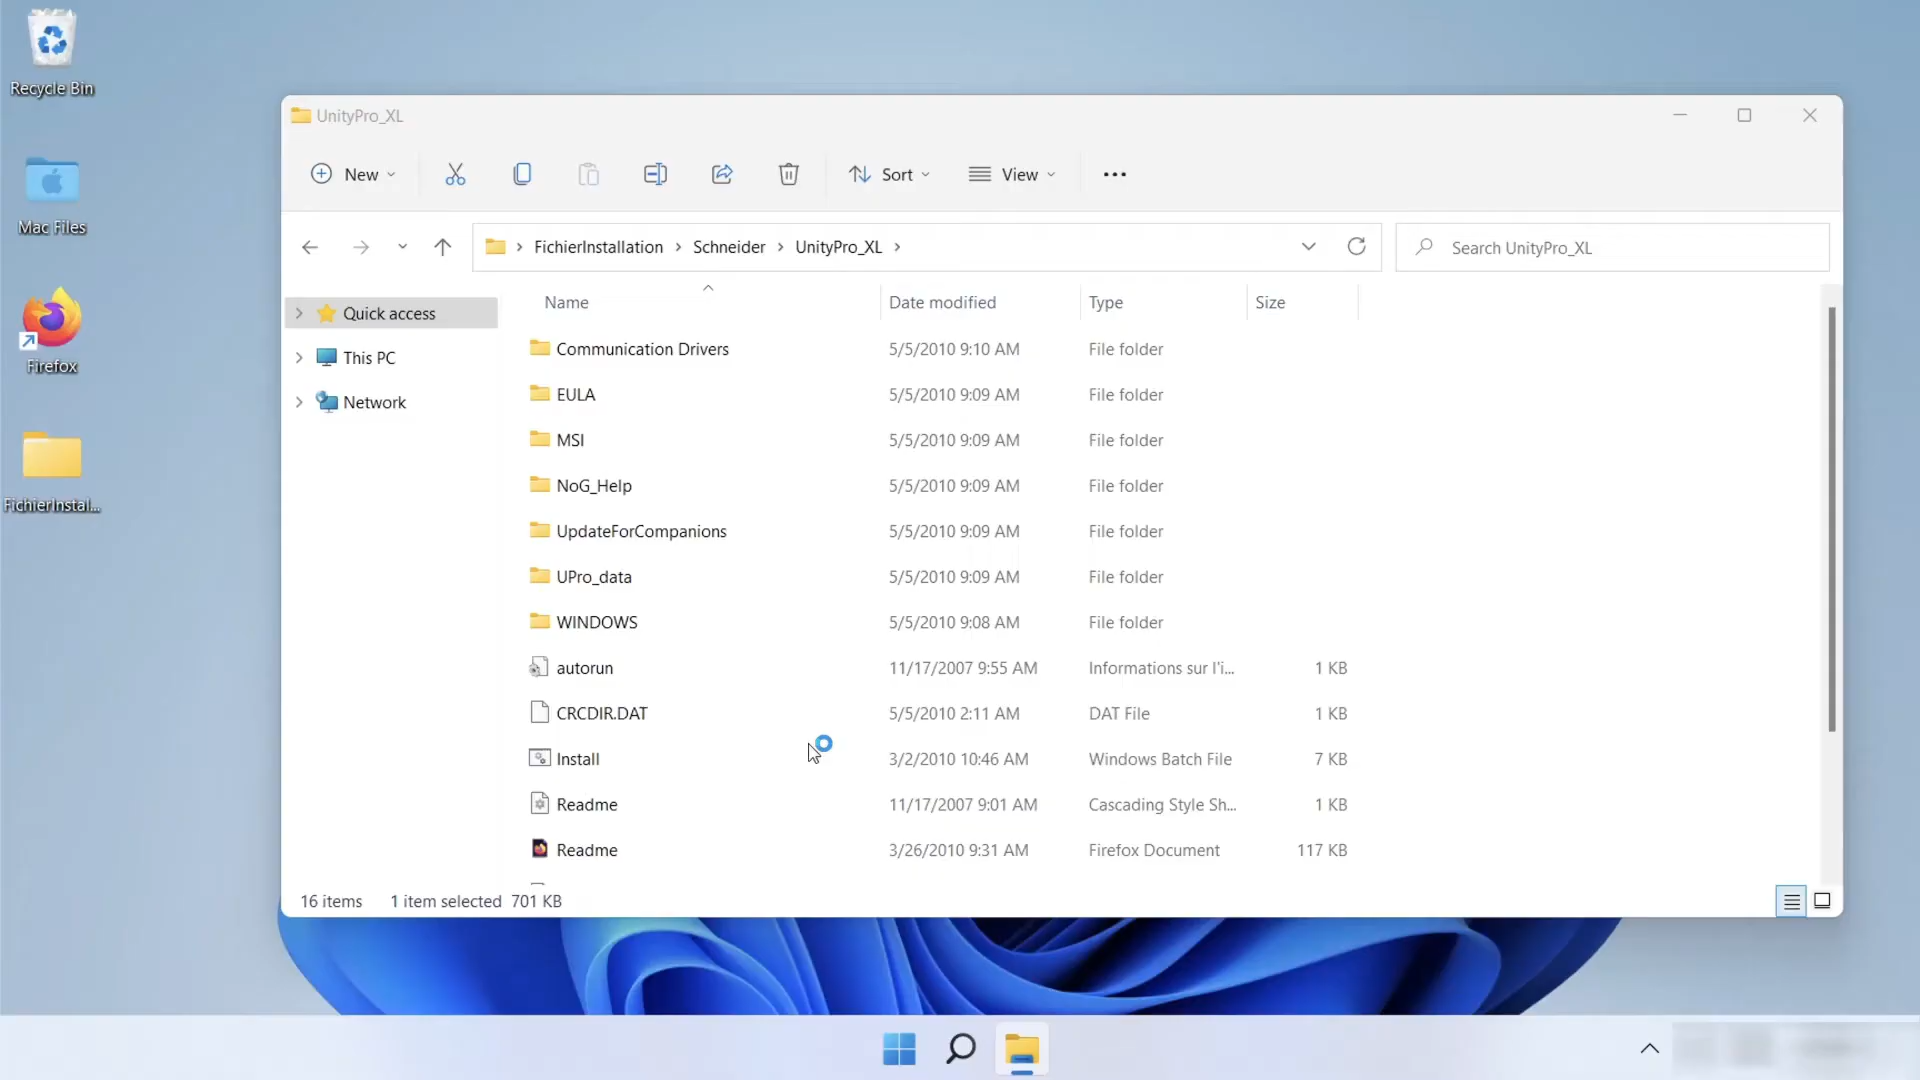 Recycle Bin
Mac Files
Firefox
FichierInstal...
UnityPro_XL
New
Sort
View
FichierInstallation > Schneider > UnityPro_XL >
Search UnityPro_XL
Quick access
This PC
Network
Name Date modified Type Size
Communication Drivers 5/5/2010 9:10 AM File folder
EULA 5/5/2010 9:09 AM File folder
MSI 5/5/2010 9:09 AM File folder
NoG_Help 5/5/2010 9:09 AM File folder
UpdateForCompanions 5/5/2010 9:09 AM File folder
UPro_data 5/5/2010 9:09 AM File folder
WINDOWS 5/5/2010 9:08 AM File folder
autorun 11/17/2007 9:55 AM Informations sur l'i... 1 KB
CRCDIR.DAT 5/5/2010 2:11 AM DAT File 1 KB
Install 3/2/2010 10:46 AM Windows Batch File 7 KB
Readme 11/17/2007 9:01 AM Cascading Style Sh... 1 KB
Readme 3/26/2010 9:31 AM Firefox Document 117 KB
16 items 1 item selected 701 KB